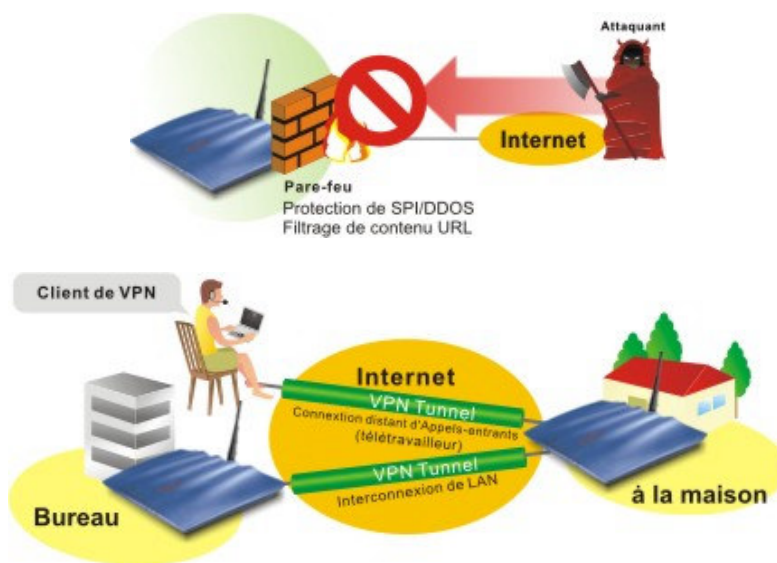 Attaquant
Internet
Pare-feu
Protection de SPI/DDOS
Filtrage de contenu URL
Client de VPN
Internet
VPN Tunnel
Connexion distant d'Appels-entrants
(télétravailleur)
VPN Tunnel
Interconnexion de LAN
Bureau
à la maison